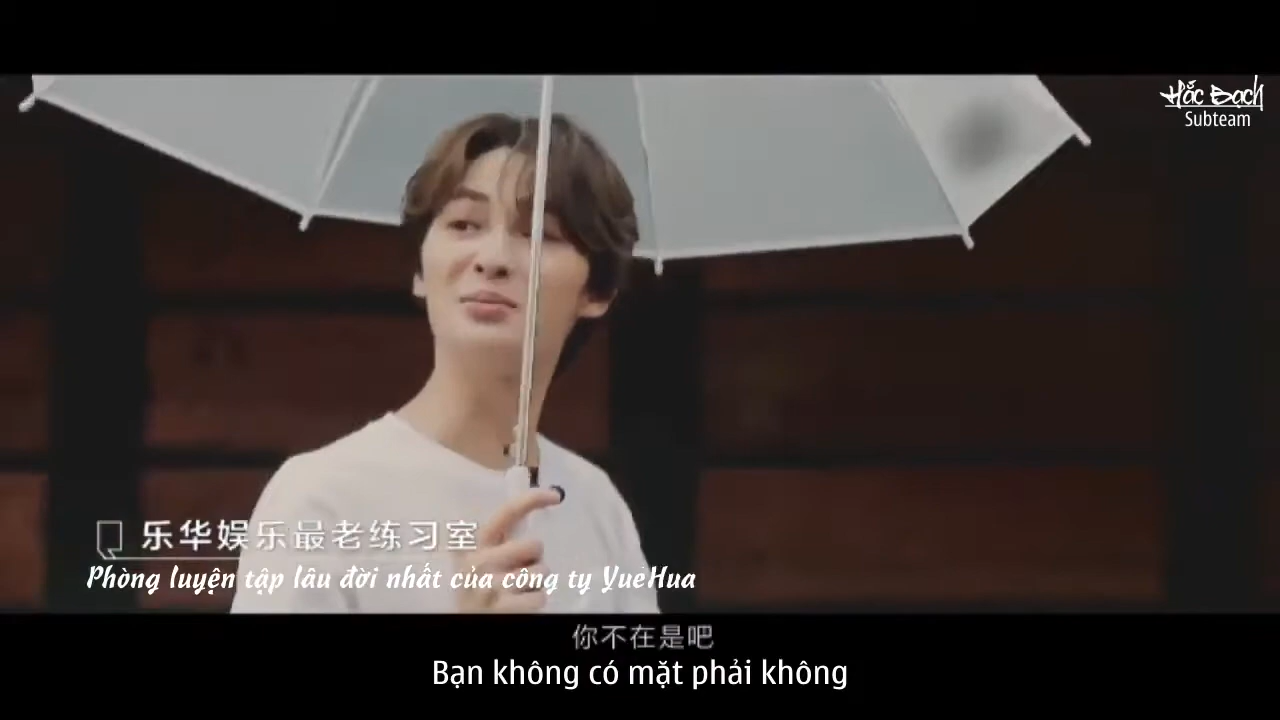 Hắc Bạch
Subteam
乐华娱乐最老练习室
Phòng luyện tập lâu đời nhất của công ty YueHua
你不在是吧
Bạn không có mặt phải không